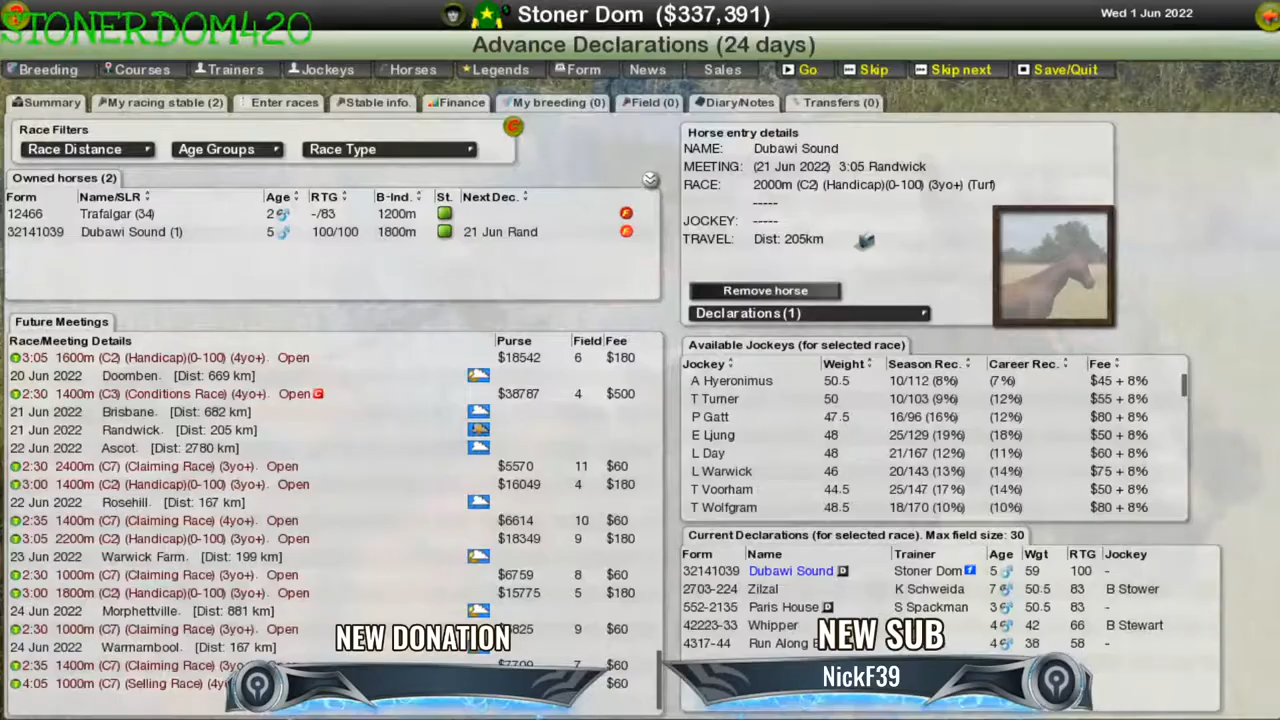 STONERDOM420
Stoner Dom ($337,391)
Wed 1 Jun 2022
Advance Declarations (24 days)
Breeding Courses Trainers Jockeys Horses Legends Form News Sales Go Skip Skip next Save/Quit
Summary My racing stable (2) Enter races Stable info. Finance My breeding (0) Field (0) Diary/Notes Transfers (0)
Race Filters
Race Distance Age Groups Race Type
Owned horses (2)
Form Name/SLR Age RTG B-Ind. St. Next Dec.
12466 Trafalgar (34) 2 -/83 1200m
32141039 Dubawi Sound (1) 5 100/100 1800m 21 Jun Rand
Future Meetings
Race/Meeting Details Purse Field Fee
3:05 1600m (C2) (Handicap)(0-100) (4yo+). Open $18542 6 $180
20 Jun 2022 Doomben. [Dist: 669 km]
2:30 1400m (C3) (Conditions Race) (4yo+). Open $38787 4 $500
21 Jun 2022 Brisbane. [Dist: 682 km]
21 Jun 2022 Randwick. [Dist: 205 km]
22 Jun 2022 Ascot. [Dist: 2780 km]
2:30 2400m (C7) (Claiming Race) (3yo+). Open $5570 11 $60
3:00 1400m (C2) (Handicap)(0-100) (3yo+). Open $16049 4 $180
22 Jun 2022 Rosehill. [Dist: 167 km]
2:35 1400m (C7) (Claiming Race) (4yo+). Open $6614 10 $60
3:05 2200m (C2) (Handicap)(0-100) (3yo+). Open $18349 9 $180
23 Jun 2022 Warwick Farm. [Dist: 199 km]
2:30 1000m (C7) (Claiming Race) (3yo+). Open $6759 8 $60
3:00 1800m (C2) (Handicap)(0-100) (3yo+). Open $15775 5 $180
24 Jun 2022 Morphettville. [Dist: 881 km]
2:30 1000m (C7) (Claiming Race) (3yo+). Open 825 9 $60
24 Jun 2022 Warrnambool. [Dist: 167 km]
2:35 1400m (C7) (Claiming Race) (4yo+). Open $7709 7 $60
4:05 1000m (C7) (Selling Race) (4y $60
Horse entry details
NAME: Dubawi Sound
MEETING: (21 Jun 2022) 3:05 Randwick
RACE: 2000m (C2) (Handicap)(0-100) (3yo+) (Turf)
-----
JOCKEY: -----
TRAVEL: Dist: 205km
Remove horse
Declarations (1)
Available Jockeys (for selected race)
Jockey Weight Season Rec. Career Rec. Fee
A Hyeronimus 50.5 10/112 (8%) (7%) $45 + 8%
T Turner 50 10/103 (9%) (12%) $55 + 8%
P Gatt 47.5 16/96 (16%) (12%) $80 + 8%
E Ljung 48 25/129 (19%) (18%) $50 + 8%
L Day 48 21/167 (12%) (11%) $60 + 8%
L Warwick 46 20/143 (13%) (14%) $75 + 8%
T Voorham 44.5 25/147 (17%) (14%) $50 + 8%
T Wolfgram 48.5 18/170 (10%) (10%) $80 + 8%
Current Declarations (for selected race). Max field size: 30
Form Name Trainer Age Wgt RTG Jockey
32141039 Dubawi Sound D Stoner Dom 5 59 100 -
2703-224 Zilzal K Schweida 7 50.5 83 B Stower
552-2135 Paris House D S Spackman 3 50.5 83 -
42223-33 Whipper 4 42 66 B Stewart
4317-44 Run Along 4 38 58 -
NEW DONATION
NEW SUB
NickF39